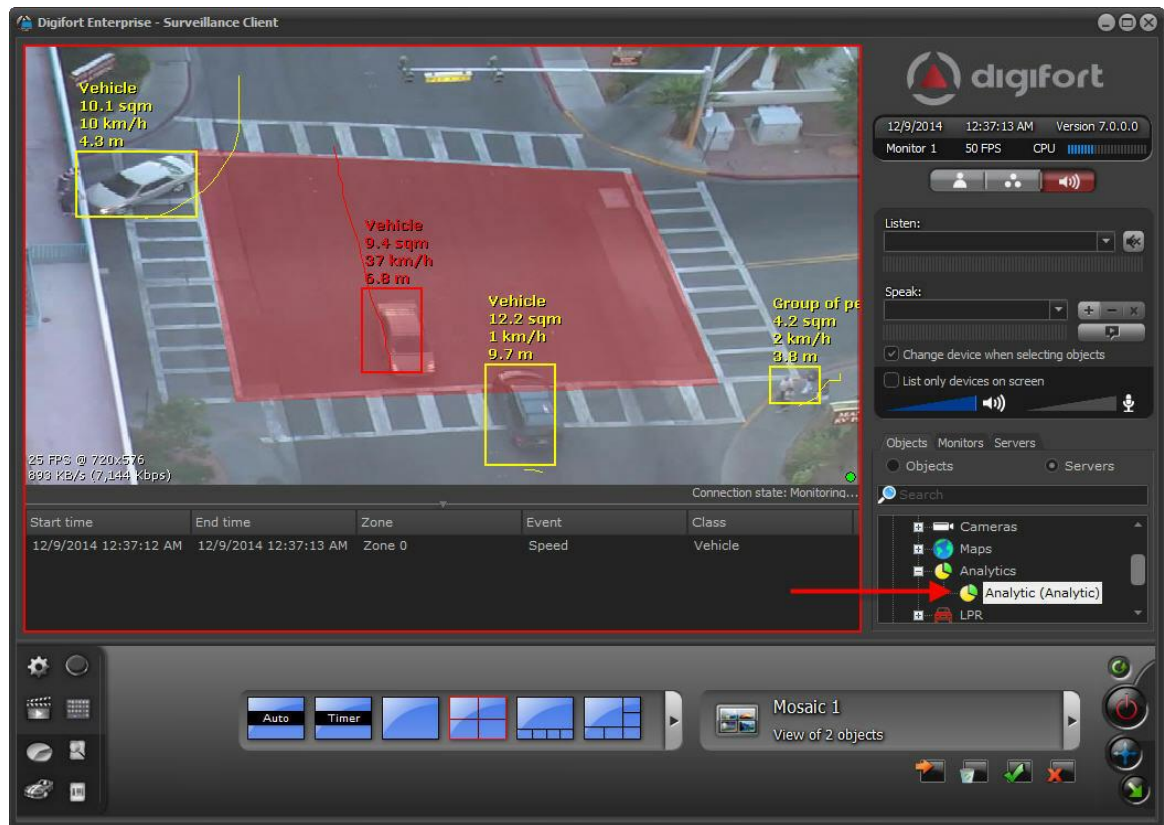 Digifort Enterprise - Surveillance Client
Vehicle
10.1 sqm
10 km/h
4.3 m
Vehicle
9.4 sqm
37 km/h
6.8 m
Vehicle
12.2 sqm
1 km/h
9.7 m
Group of pe
4.2 sqm
2 km/h
3.8 m
25 FPS @ 720x576
893 KB/s (7,144 Kbps)
Connection state: Monitoring...
Start time End time Zone Event Class
12/9/2014 12:37:12 AM 12/9/2014 12:37:13 AM Zone 0 Speed Vehicle
digifort
12/9/2014 12:37:13 AM Version 7.0.0.0
Monitor 1 50 FPS CPU
Listen:
Speak:
Change device when selecting objects
List only devices on screen
Objects Monitors Servers
Objects Servers
Search
Cameras
Maps
Analytics
Analytic (Analytic)
LPR
Auto Timer
Mosaic 1
View of 2 objects